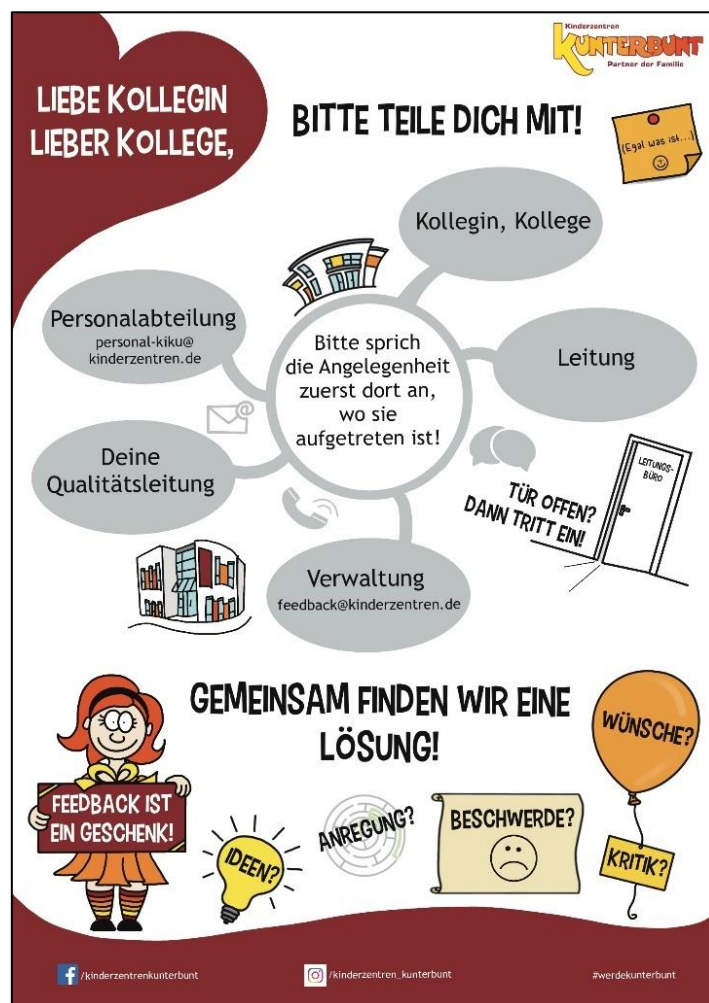 Kinderzentren
KUNTERBUNT
Partner der Familie
LIEBE KOLLEGIN
LIEBER KOLLEGE,
BITTE TEILE DICH MIT!
(Egal was ist...)
Kollegin, Kollege
Personalabteilung
personal-kiku@
kinderzentren.de
Bitte sprich
die Angelegenheit
zuerst dort an,
wo sie
aufgetreten ist!
Leitung
Deine
Qualitätsleitung
LEITUNGS-
BÜRO
TÜR OFFEN?
DANN TRITT EIN!
Verwaltung
feedback@kinderzentren.de
GEMEINSAM FINDEN WIR EINE
LÖSUNG!
WÜNSCHE?
FEEDBACK IST
EIN GESCHENK!
IDEEN?
ANREGUNG?
BESCHWERDE?
KRITIK?
/kinderzentrenkunterbunt
/kinderzentren_kunterbunt
#werdekunterbunt